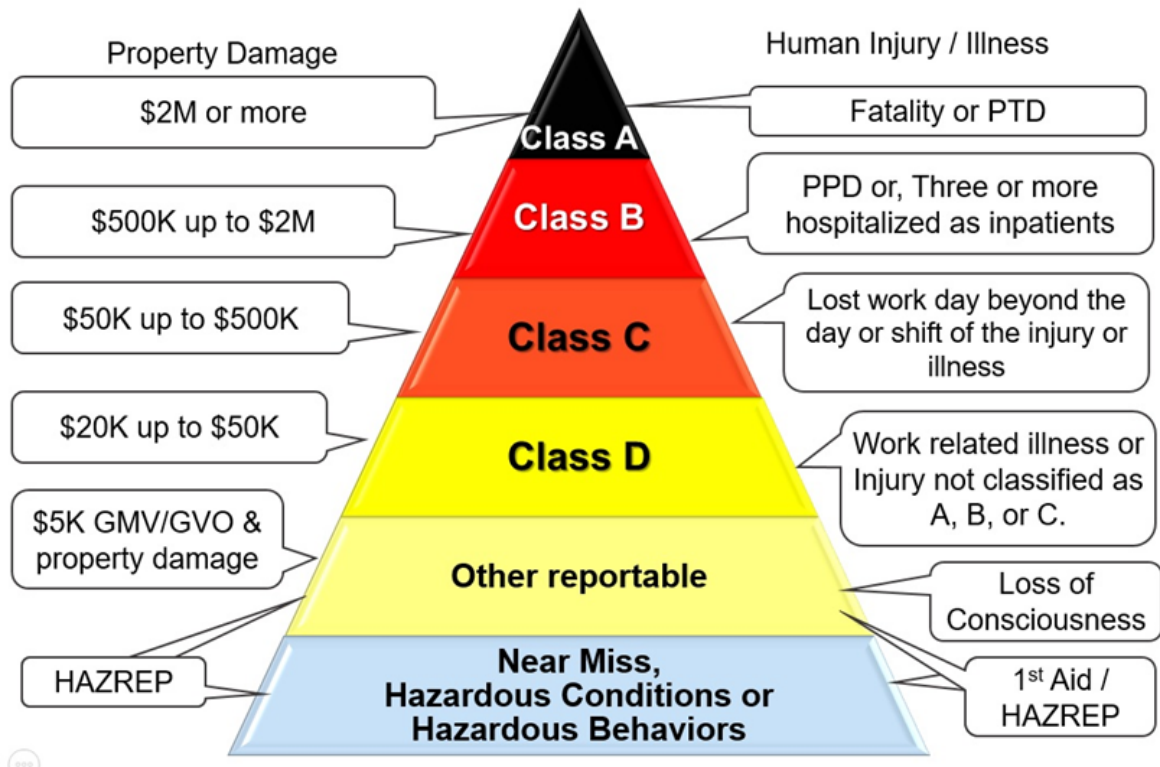 Property Damage
Human Injury / Illness
$2M or more
Class A
Fatality or PTD
$500K up to $2M
Class B
PPD or, Three or more
hospitalized as inpatients
$50K up to $500K
Class C
Lost work day beyond the
day or shift of the injury or
illness
$20K up to $50K
Class D
Work related illness or
Injury not classified as
A, B, or C.
$5K GMV/GVO &
property damage
Other reportable
Loss of
Consciousness
HAZREP
Near Miss,
Hazardous Conditions or
Hazardous Behaviors
1st Aid /
HAZREP